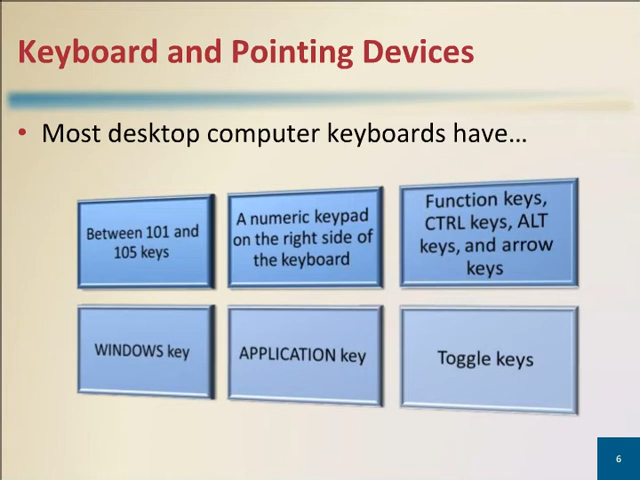 Keyboard and Pointing Devices
• Most desktop computer keyboards have…
Between 101 and
105 keys
A numeric keypad
on the right side of
the keyboard
Function keys,
CTRL keys, ALT
keys, and arrow
keys
WINDOWS key
APPLICATION key
Toggle keys
6